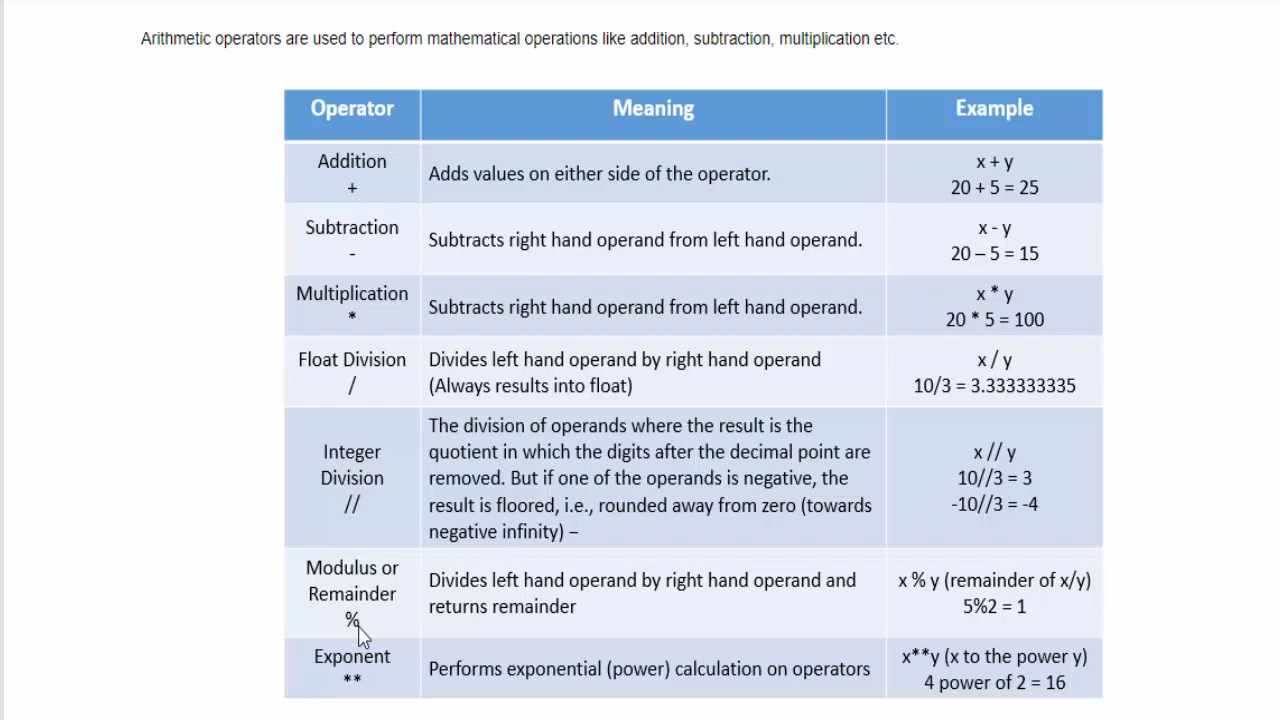 Arithmetic operators are used to perform mathematical operations like addition, subtraction, multiplication etc.
Operator Meaning Example
Addition
+
Adds values on either side of the operator.
x + y
20 + 5 = 25
Subtraction
-
Subtracts right hand operand from left hand operand.
x - y
20 – 5 = 15
Multiplication
*
Subtracts right hand operand from left hand operand.
x * y
20 * 5 = 100
Float Division
/
Divides left hand operand by right hand operand
(Always results into float)
x / y
10/3 = 3.333333335
Integer
Division
//
The division of operands where the result is the
quotient in which the digits after the decimal point are
removed. But if one of the operands is negative, the
result is floored, i.e., rounded away from zero (towards
negative infinity) –
x // y
10//3 = 3
-10//3 = -4
Modulus or
Remainder
%
Divides left hand operand by right hand operand and
returns remainder
x % y (remainder of x/y)
5%2 = 1
Exponent
**
Performs exponential (power) calculation on operators
x**y (x to the power y)
4 power of 2 = 16